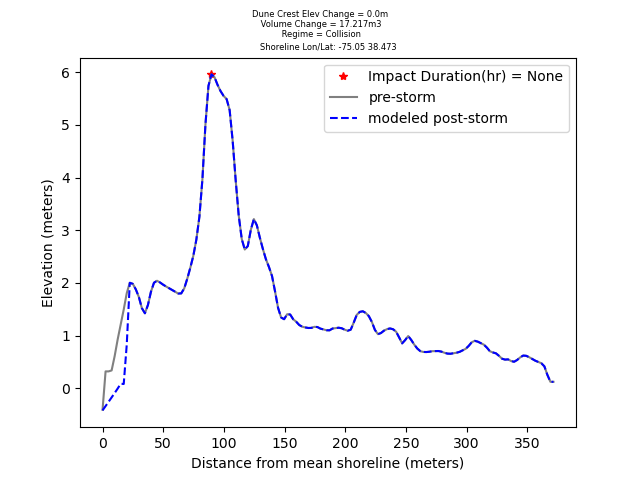 Dune Crest Elev Change = 0.0m
Volume Change = 17.217m3
Regime = Collision
Shoreline Lon/Lat: -75.05 38.473
Impact Duration(hr) = None
pre-storm
modeled post-storm
Elevation (meters)
6
5
4
3
2
1
0
0 50 100 150 200 250 300 350
Distance from mean shoreline (meters)